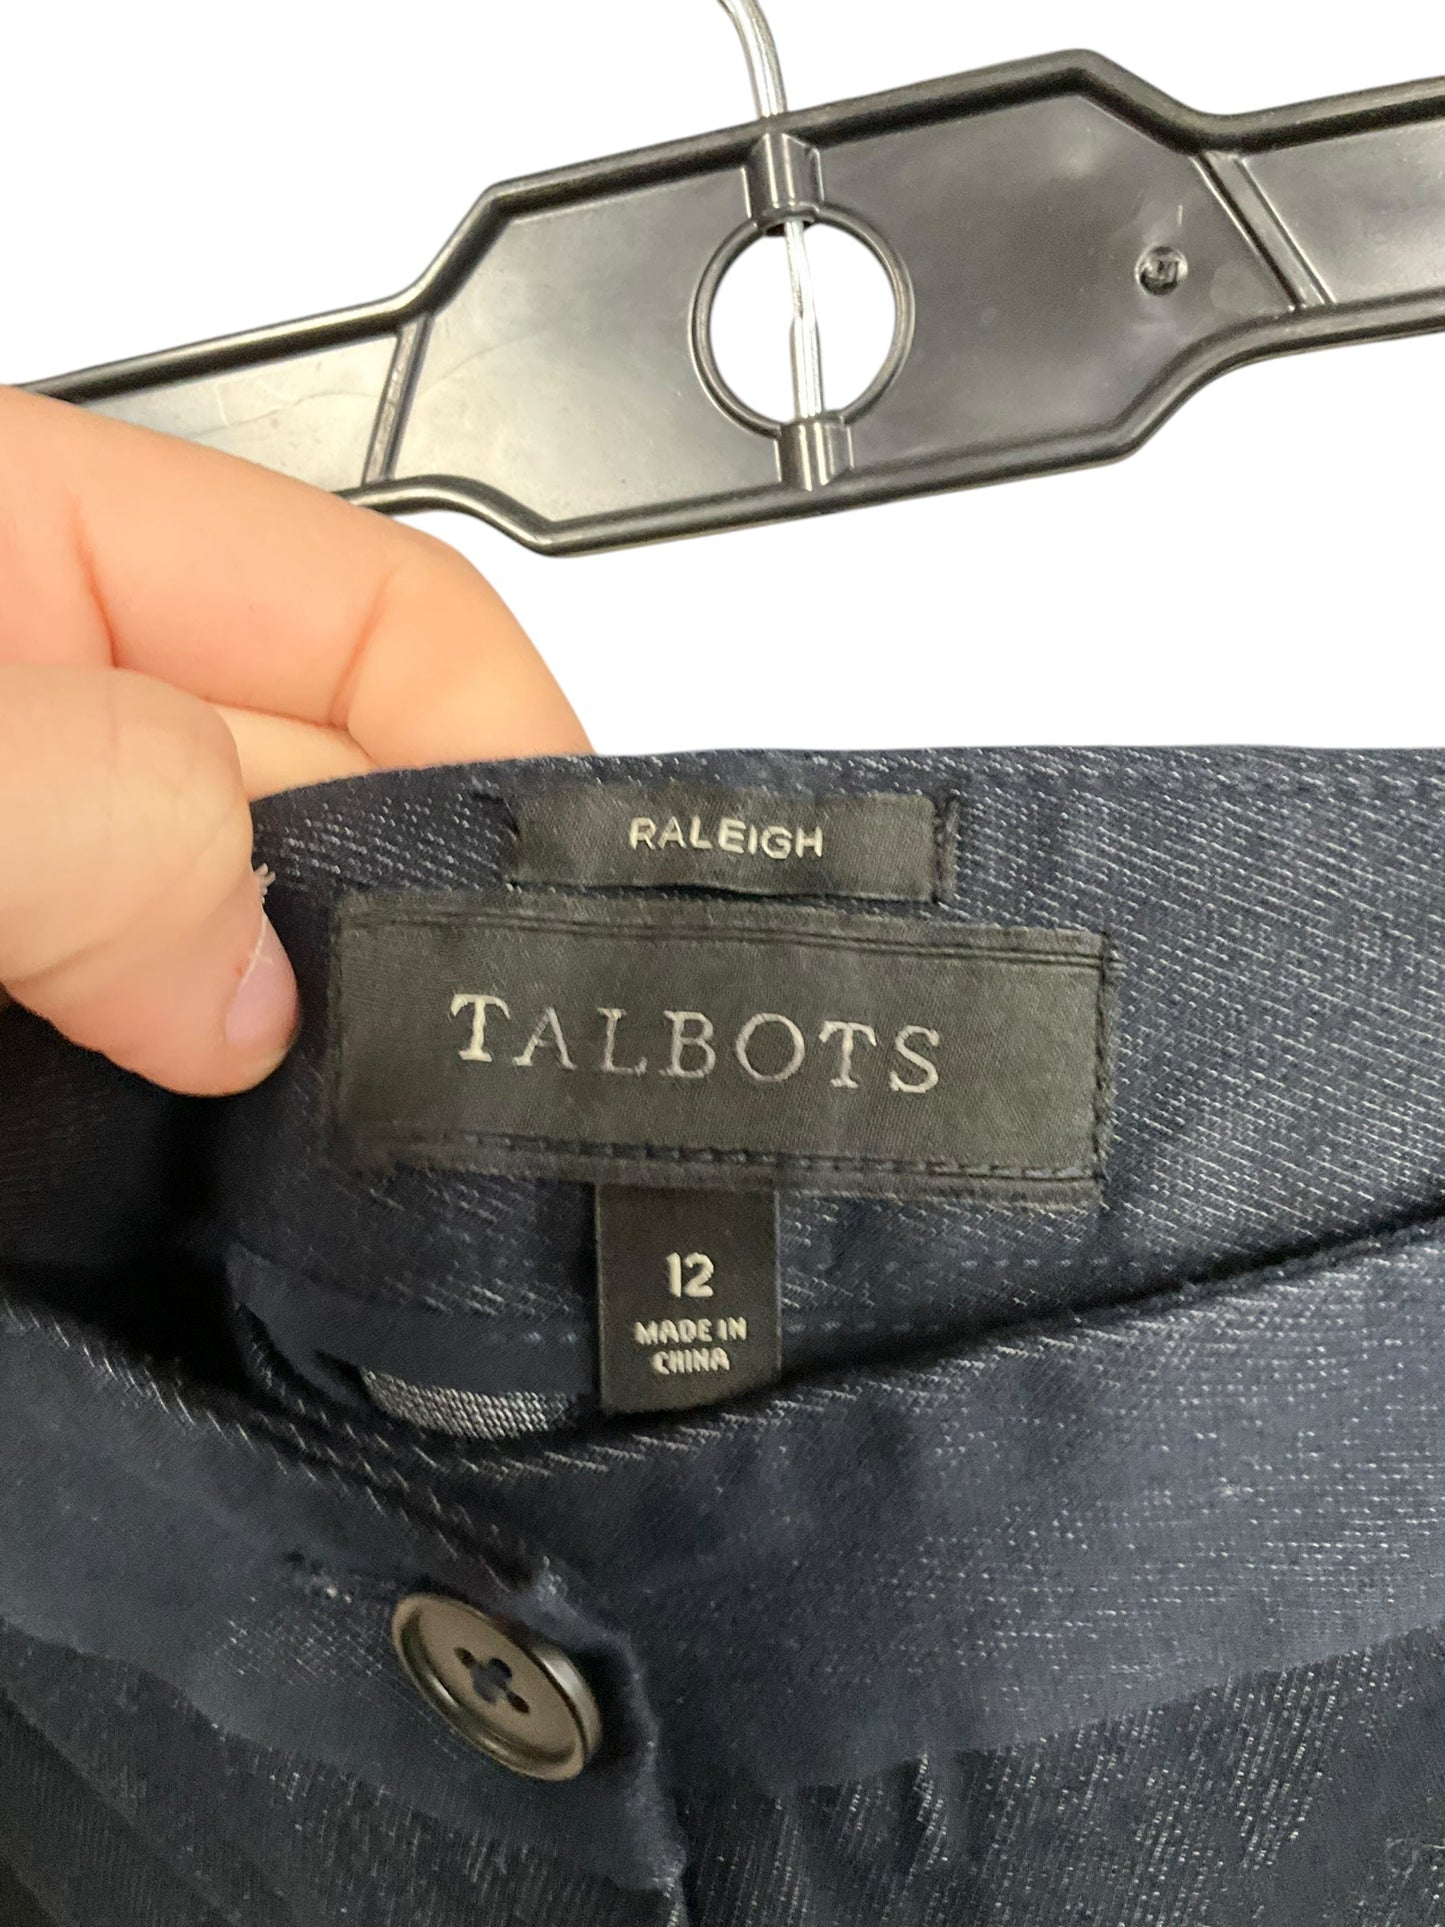 RALEIGH
TALBOTS
12
MADE IN
CHINA